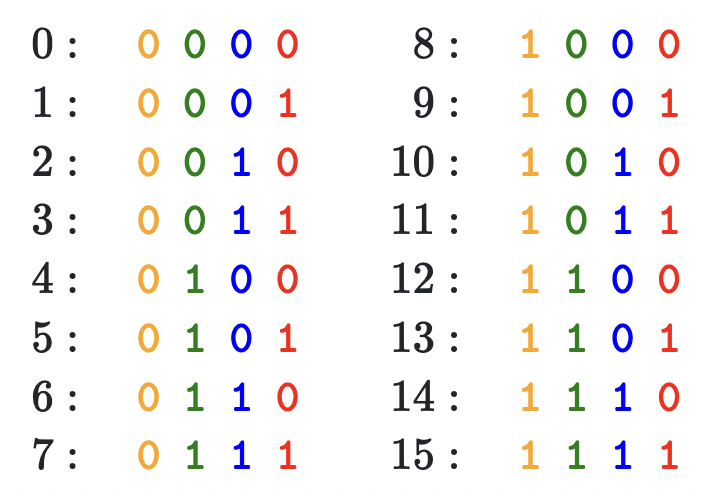 0 : 0 0 0 0 8 : 1 0 0 0
1 : 0 0 0 1 9 : 1 0 0 1
2 : 0 0 1 0 10 : 1 0 1 0
3 : 0 0 1 1 11 : 1 0 1 1
4 : 0 1 0 0 12 : 1 1 0 0
5 : 0 1 0 1 13 : 1 1 0 1
6 : 0 1 1 0 14 : 1 1 1 0
7 : 0 1 1 1 15 : 1 1 1 1